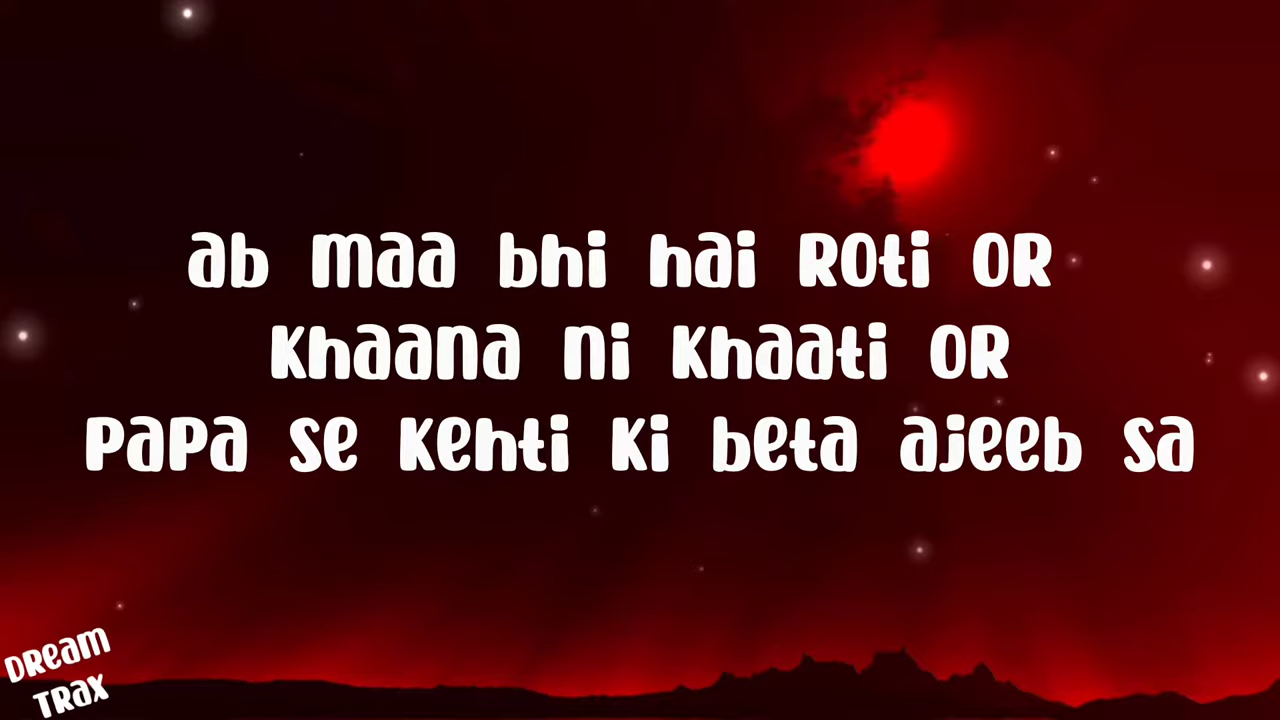 ab maa bhi hai Roti OR
Khaana ni Khaati OR
PaPa se Kehti Ki beta ajeeb sa
DReam
TRax